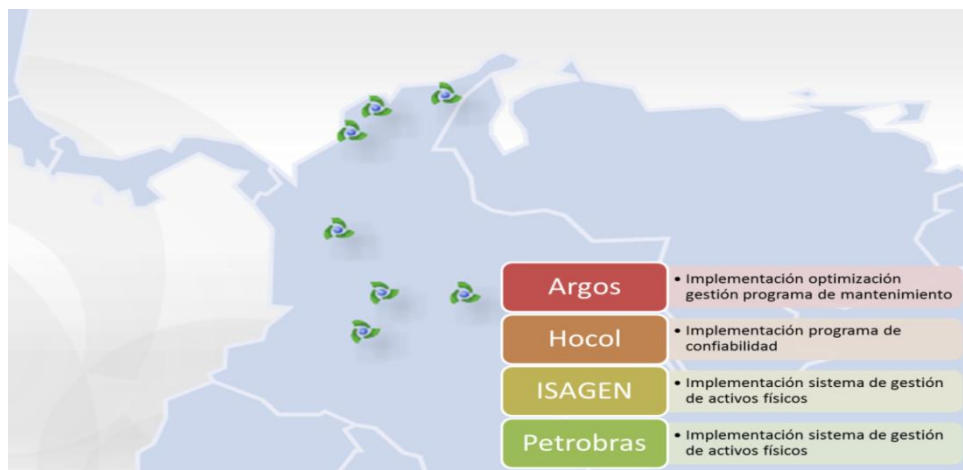 Argos
• Implementación optimización
gestión programa de mantenimiento
Hocol
• Implementación programa de
confiabilidad
ISAGEN
• Implementación sistema de gestión
de activos físicos
Petrobras
• Implementación sistema de gestión
de activos físicos